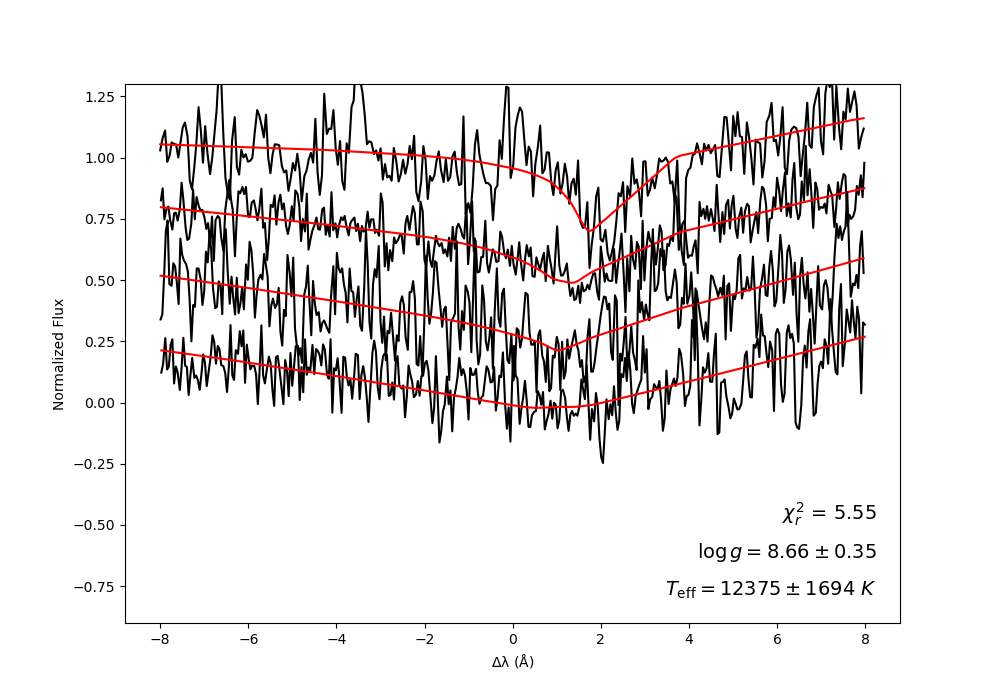 1.25
1.00
0.75
0.50
0.25
0.00
−0.25
−0.50
−0.75
Normalized Flux
χ²ᵣ = 5.55
log g = 8.66 ± 0.35
T_eff = 12375 ± 1694 K
−8 −6 −4 −2 0 2 4 6 8
Δλ (Å)